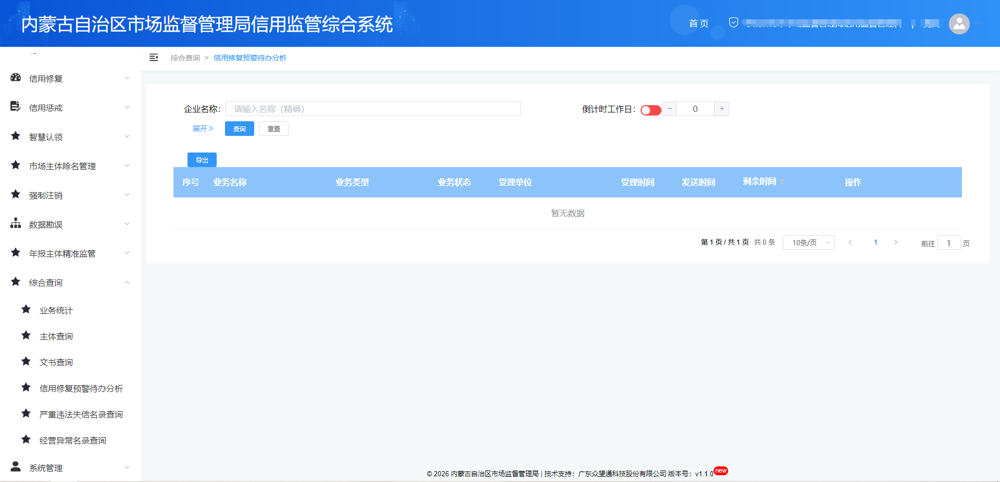 内蒙古自治区市场监督管理局信用监管综合系统
首页
综合查询 > 信用修复预警待办分析
信用修复
信用惩戒
智慧认领
市场主体除名管理
强制注销
数据勘误
年报主体精准监管
综合查询
业务统计
主体查询
文书查询
信用修复预警待办分析
严重违法失信名录查询
经营异常名录查询
系统管理
企业名称： 请输入名称（精确） 倒计时工作日： － 0 +
展开 查询 重置
导出
序号 业务名称 业务类型 业务状态 受理单位 受理时间 发送时间 剩余时间 操作
暂无数据
第 1 页 / 共 1 页 共 0 条 10条/页 < 1 > 前往 1 页
© 2026 内蒙古自治区市场监督管理局 | 技术支持：广东众望通科技股份有限公司 版本号：v1.1.0 new